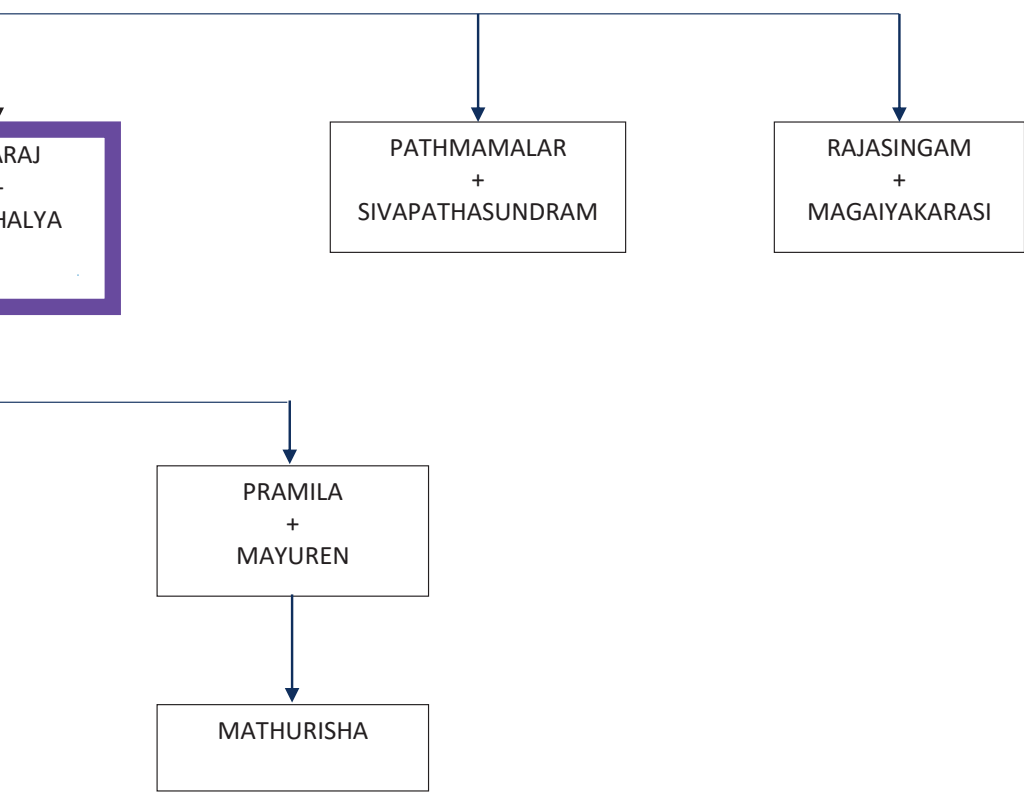 PATHMAMALAR
+
SIVAPATHASUNDRAM
RAJASINGAM
+
MAGAIYAKARASI
PRAMILA
+
MAYUREN
MATHURISHA